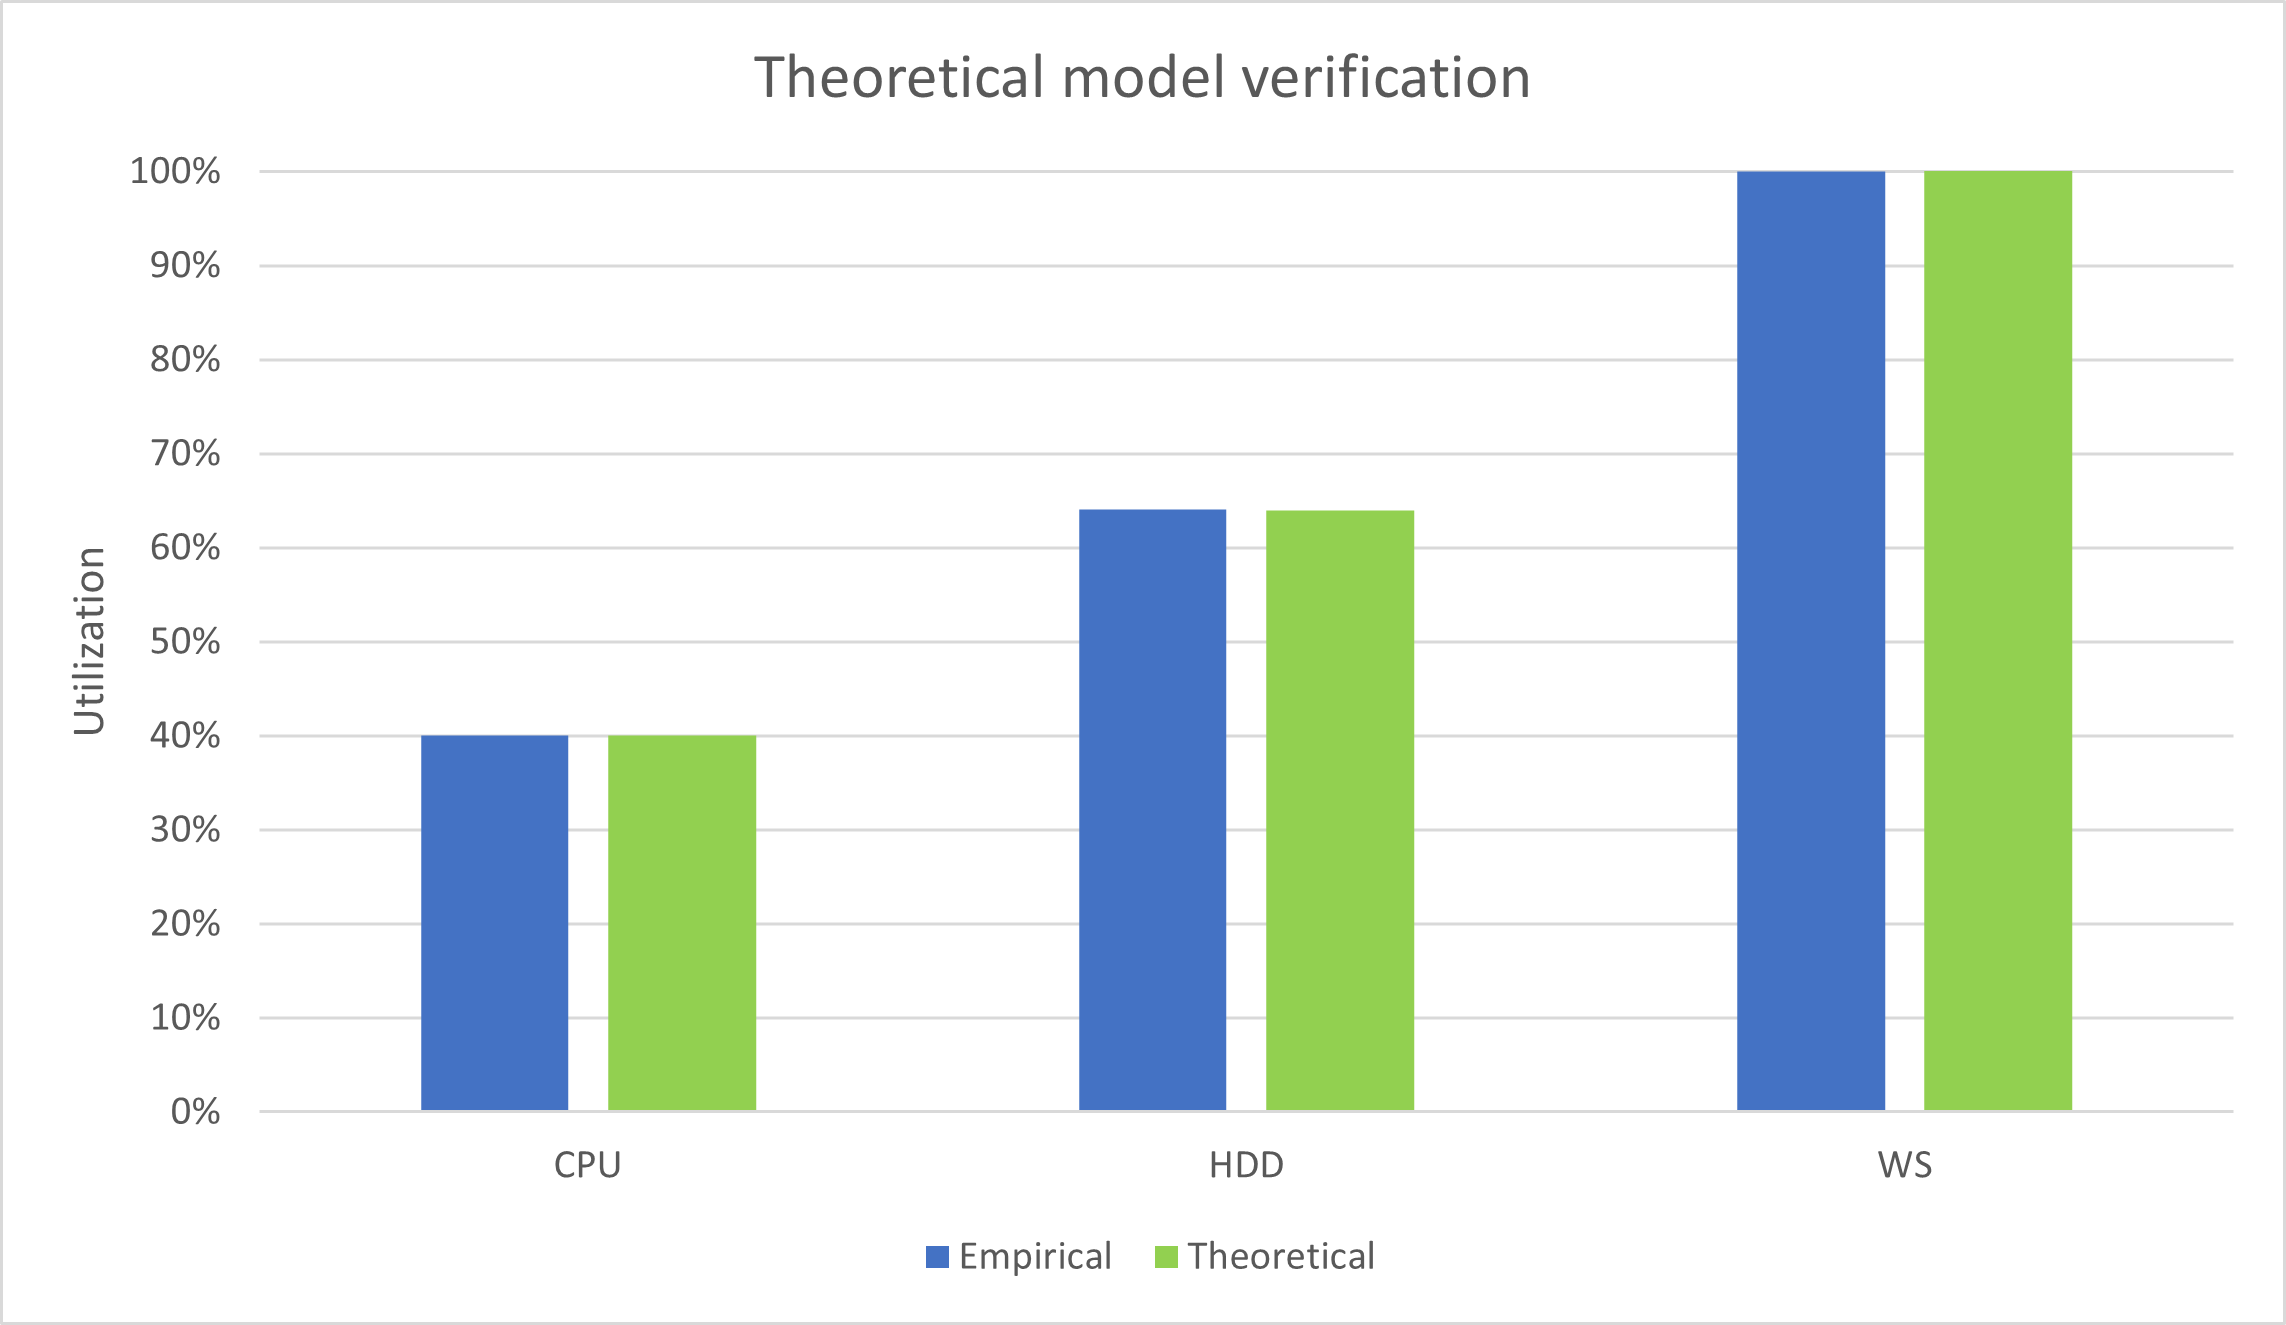 Theoretical model verification
100%
90%
80%
70%
60%
50%
40%
30%
20%
10%
0%
Utilization
CPU
HDD
WS
Empirical
Theoretical